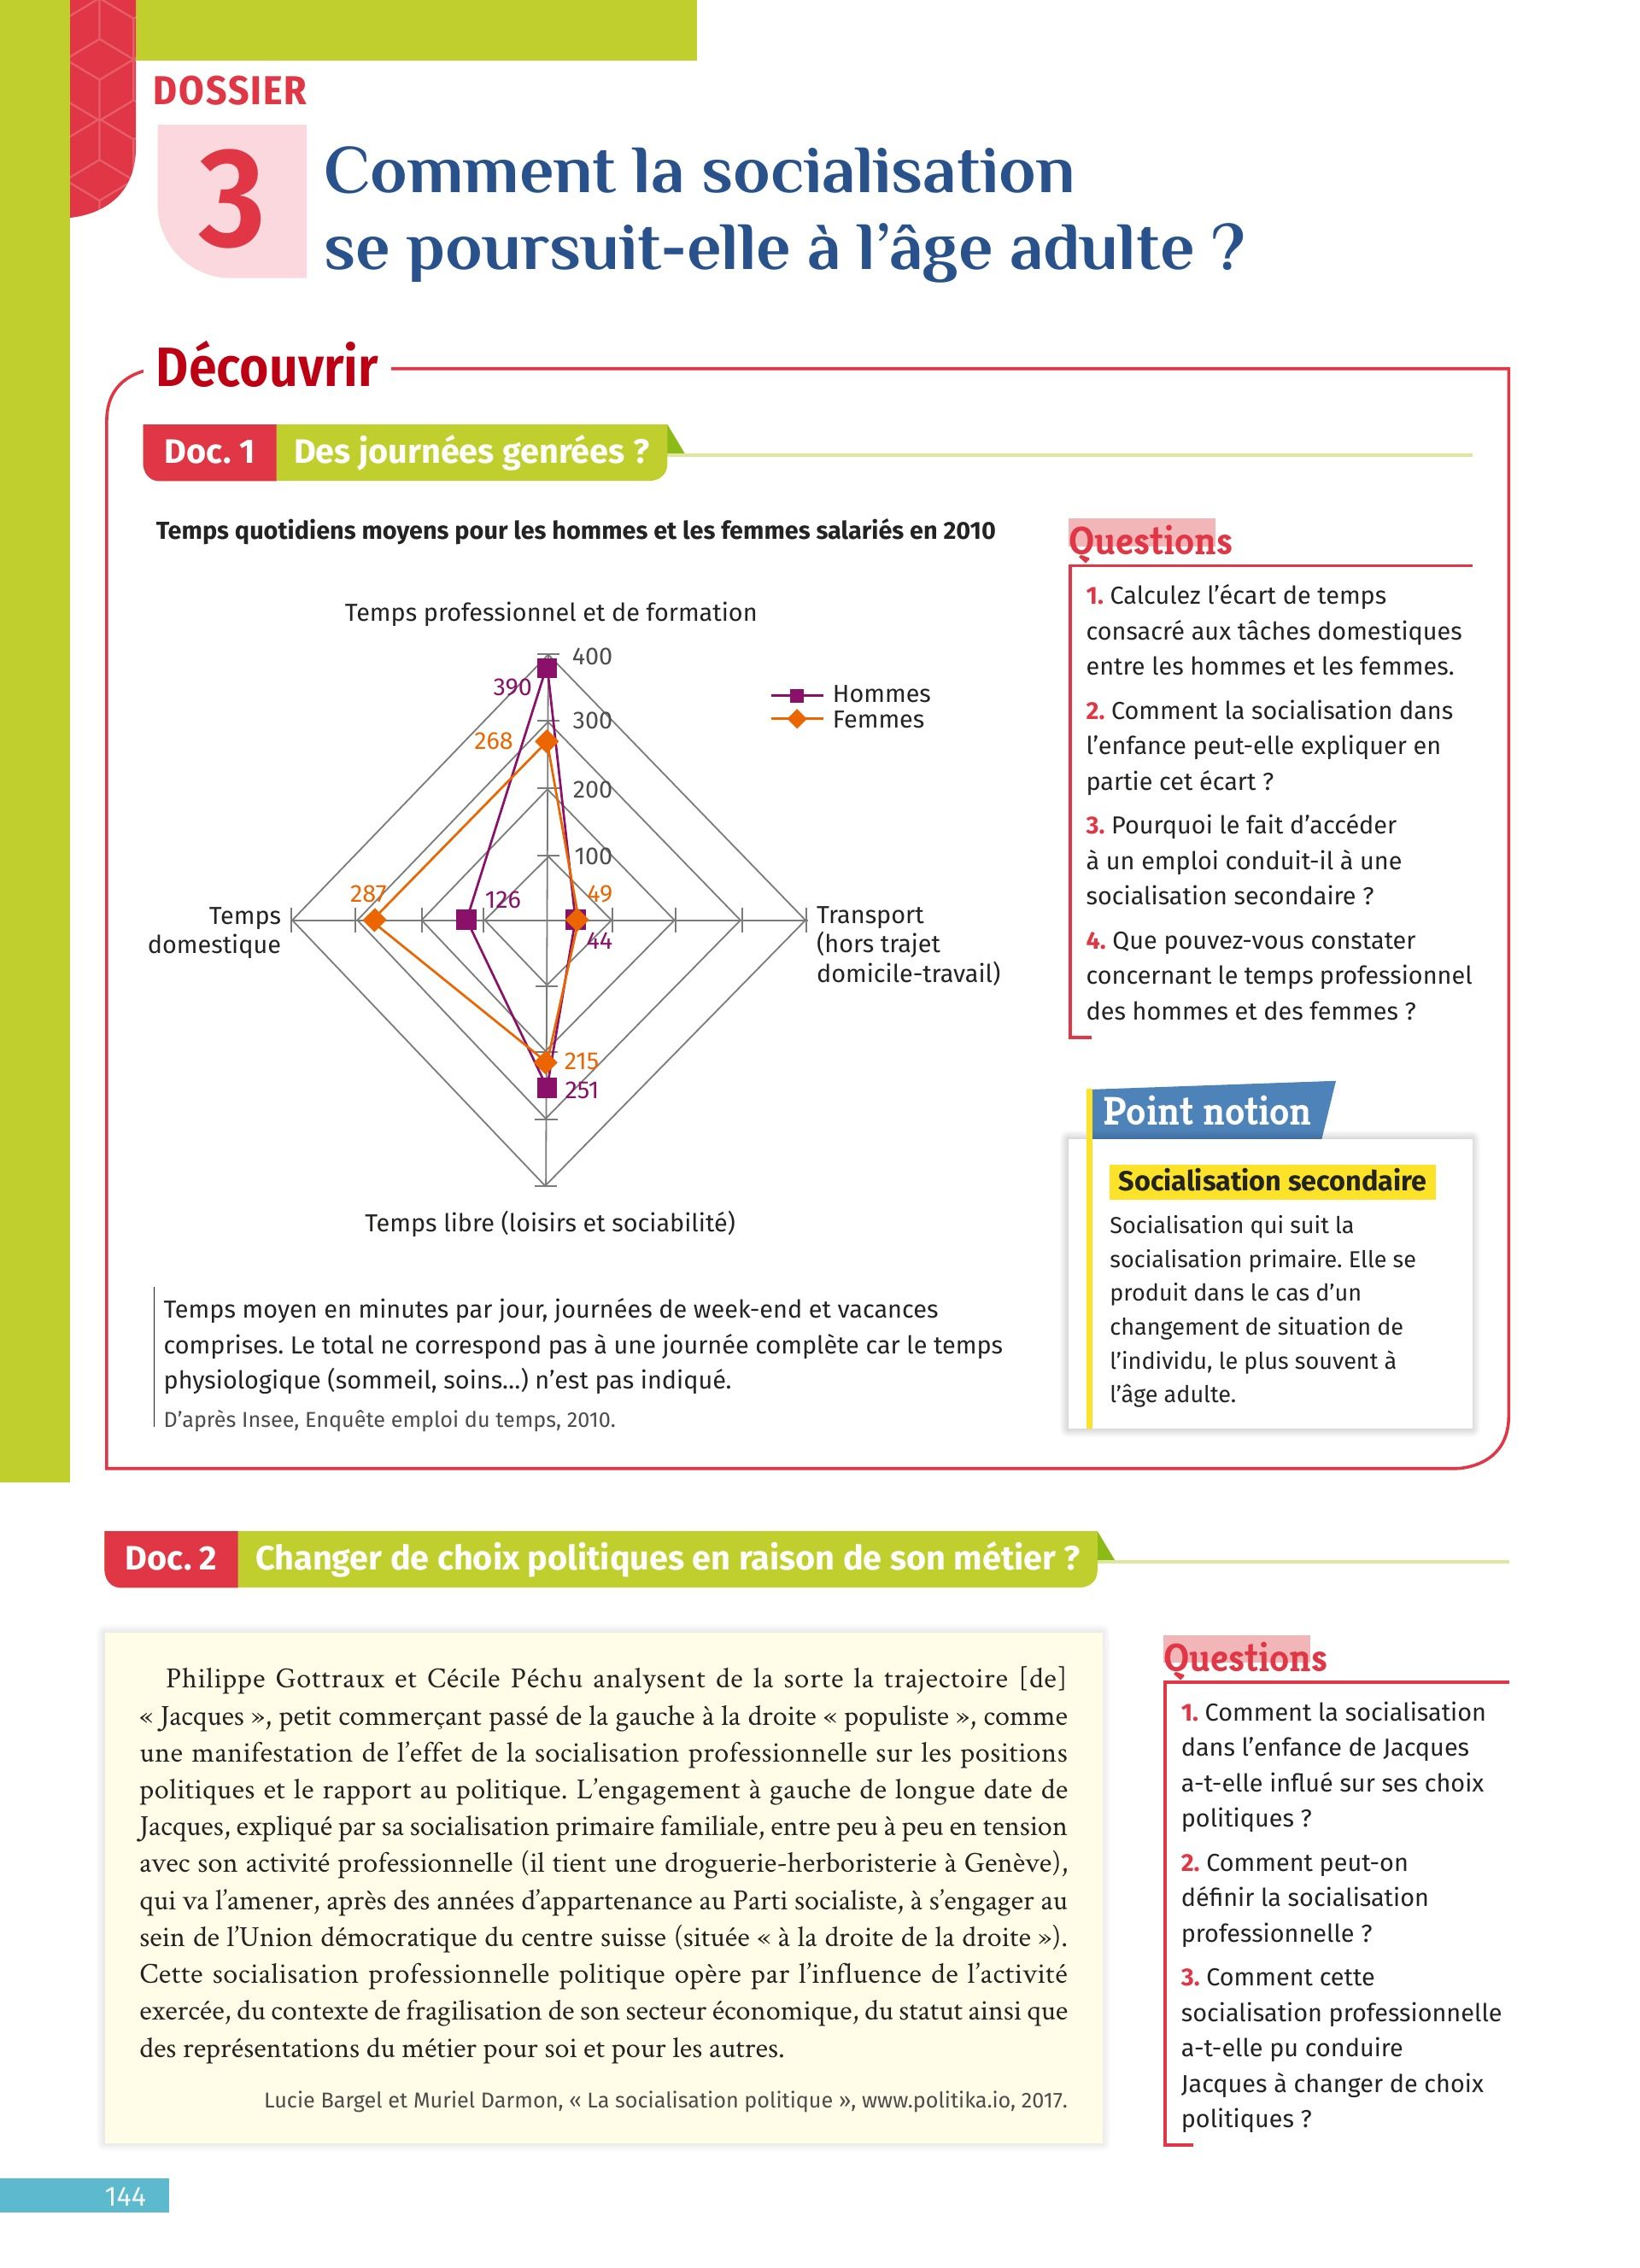 DOSSIER
3
Comment la socialisation
se poursuit-elle à l’âge adulte ?
Découvrir
Doc. 1 Des journées genrées ?
Temps quotidiens moyens pour les hommes et les femmes salariés en 2010
Temps professionnel et de formation
400
390
300
268
200
100
Hommes
Femmes
287
126
49
44
Temps
domestique
Transport
(hors trajet
domicile-travail)
215
251
Temps libre (loisirs et sociabilité)
Temps moyen en minutes par jour, journées de week-end et vacances
comprises. Le total ne correspond pas à une journée complète car le temps
physiologique (sommeil, soins…) n’est pas indiqué.
D’après Insee, Enquête emploi du temps, 2010.
Questions
1. Calculez l’écart de temps
consacré aux tâches domestiques
entre les hommes et les femmes.
2. Comment la socialisation dans
l’enfance peut-elle expliquer en
partie cet écart ?
3. Pourquoi le fait d’accéder
à un emploi conduit-il à une
socialisation secondaire ?
4. Que pouvez-vous constater
concernant le temps professionnel
des hommes et des femmes ?
Point notion
Socialisation secondaire
Socialisation qui suit la
socialisation primaire. Elle se
produit dans le cas d’un
changement de situation de
l’individu, le plus souvent à
l’âge adulte.
Doc. 2 Changer de choix politiques en raison de son métier ?
Philippe Gottraux et Cécile Péchu analysent de la sorte la trajectoire [de]
« Jacques », petit commerçant passé de la gauche à la droite « populiste », comme
une manifestation de l’effet de la socialisation professionnelle sur les positions
politiques et le rapport au politique. L’engagement à gauche de longue date de
Jacques, expliqué par sa socialisation primaire familiale, entre peu à peu en tension
avec son activité professionnelle (il tient une droguerie-herboristerie à Genève),
qui va l’amener, après des années d’appartenance au Parti socialiste, à s’engager au
sein de l’Union démocratique du centre suisse (située « à la droite de la droite »).
Cette socialisation professionnelle politique opère par l’influence de l’activité
exercée, du contexte de fragilisation de son secteur économique, du statut ainsi que
des représentations du métier pour soi et pour les autres.
Lucie Bargel et Muriel Darmon, « La socialisation politique », www.politika.io, 2017.
Questions
1. Comment la socialisation
dans l’enfance de Jacques
a-t-elle influé sur ses choix
politiques ?
2. Comment peut-on
définir la socialisation
professionnelle ?
3. Comment cette
socialisation professionnelle
a-t-elle pu conduire
Jacques à changer de choix
politiques ?
144